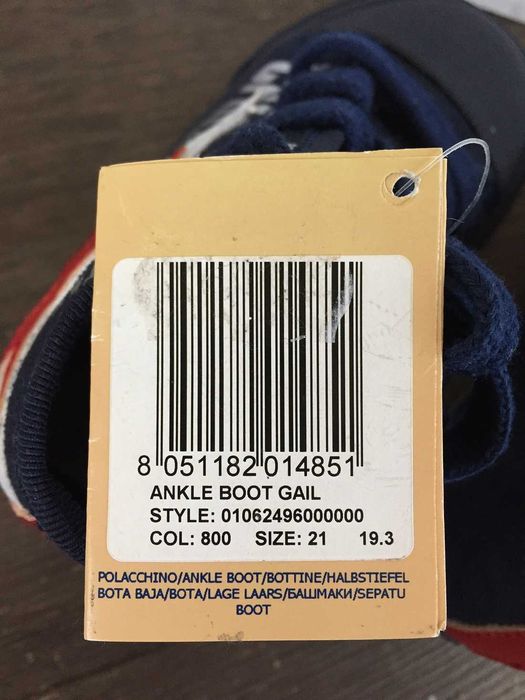 8 051182 014851
ANKLE BOOT GAIL
STYLE: 01062496000000
COL: 800 SIZE: 21 19.3
POLACCHINO/ANKLE BOOT/BOTTINE/HALBSTIEFEL
BOTA BAJA/BOTA/LAGE LAARS/БАШМАКИ/SEPATU
BOOT